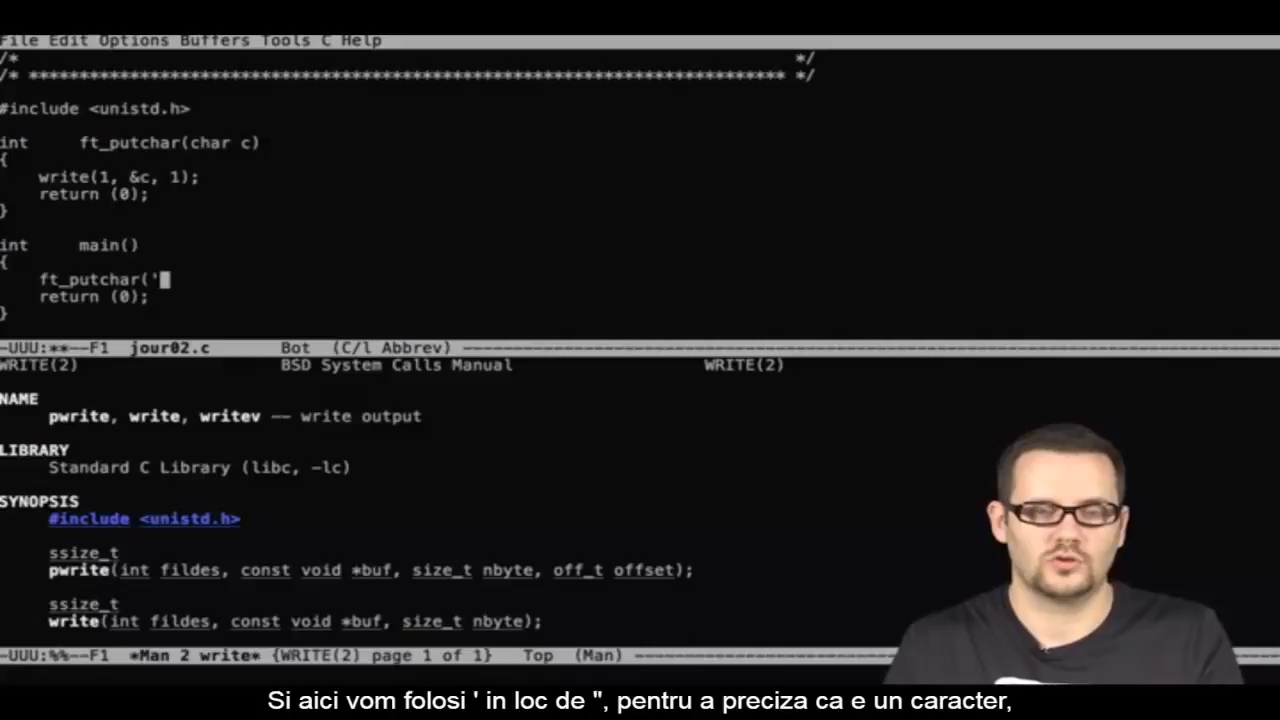 File Edit Options Buffers Tools C Help
/* */
/* **************************************************************************** */
#include <unistd.h>
int ft_putchar(char c)
{
write(1, &c, 1);
return (0);
}
int main()
{
ft_putchar('
return (0);
}
-UUU:**--F1 jour02.c Bot (C/l Abbrev)
WRITE(2) BSD System Calls Manual WRITE(2)
NAME
pwrite, write, writev -- write output
LIBRARY
Standard C Library (libc, -lc)
SYNOPSIS
#include <unistd.h>
ssize_t
pwrite(int fildes, const void *buf, size_t nbyte, off_t offset);
ssize_t
write(int fildes, const void *buf, size_t nbyte);
-UUU:%%--F1 *Man 2 write* {WRITE(2) page 1 of 1} Top (Man)
Si aici vom folosi ' in loc de ", pentru a preciza ca e un caracter,